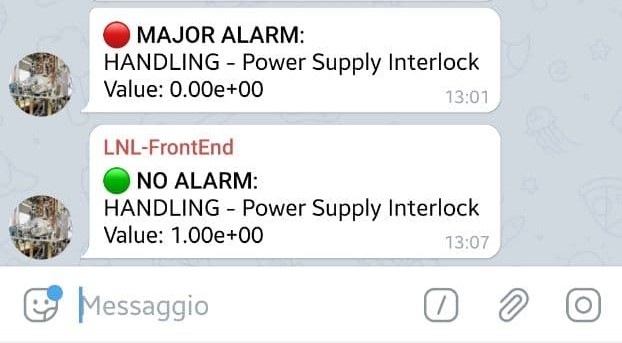 🔴 MAJOR ALARM:
HANDLING - Power Supply Interlock
Value: 0.00e+00
13:01
LNL-FrontEnd
🟢 NO ALARM:
HANDLING - Power Supply Interlock
Value: 1.00e+00
13:07
Messaggio